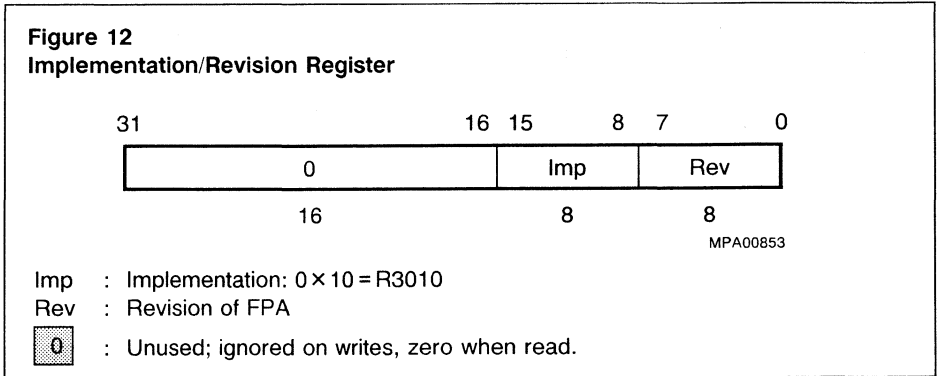 Figure 12
Implementation/Revision Register
31 16 15 8 7 0
0 Imp Rev
16 8 8
MPA00853
Imp : Implementation: 0×10=R3010
Rev : Revision of FPA
0 : Unused; ignored on writes, zero when read.